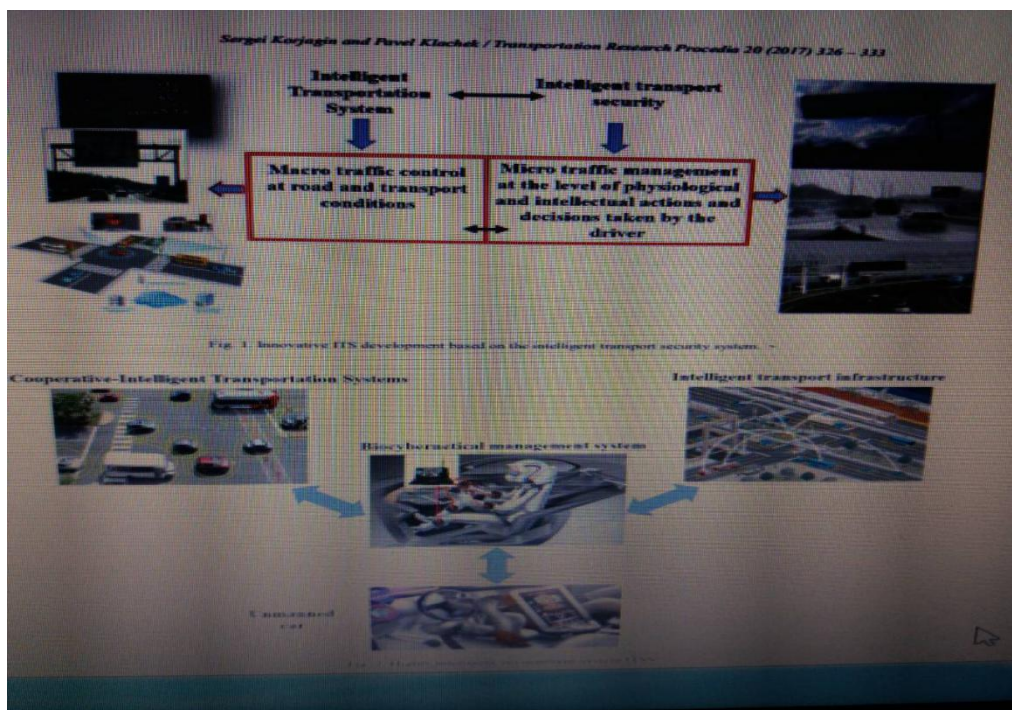 Sergei Korjagin and Pavel Klachek / Transportation Research Procedia 20 (2017) 326 – 333
Intelligent
Transportation
System
Intelligent transport
security
Macro traffic control
at road and transport
conditions
Micro traffic management
at the level of physiological
and intellectual actions and
decisions taken by the
driver
Fig. 1. Innovative ITS development based on the intelligent transport security system.
Cooperative-Intelligent Transportation Systems
Intelligent transport infrastructure
Biocybernetical management system
Unmanned
car